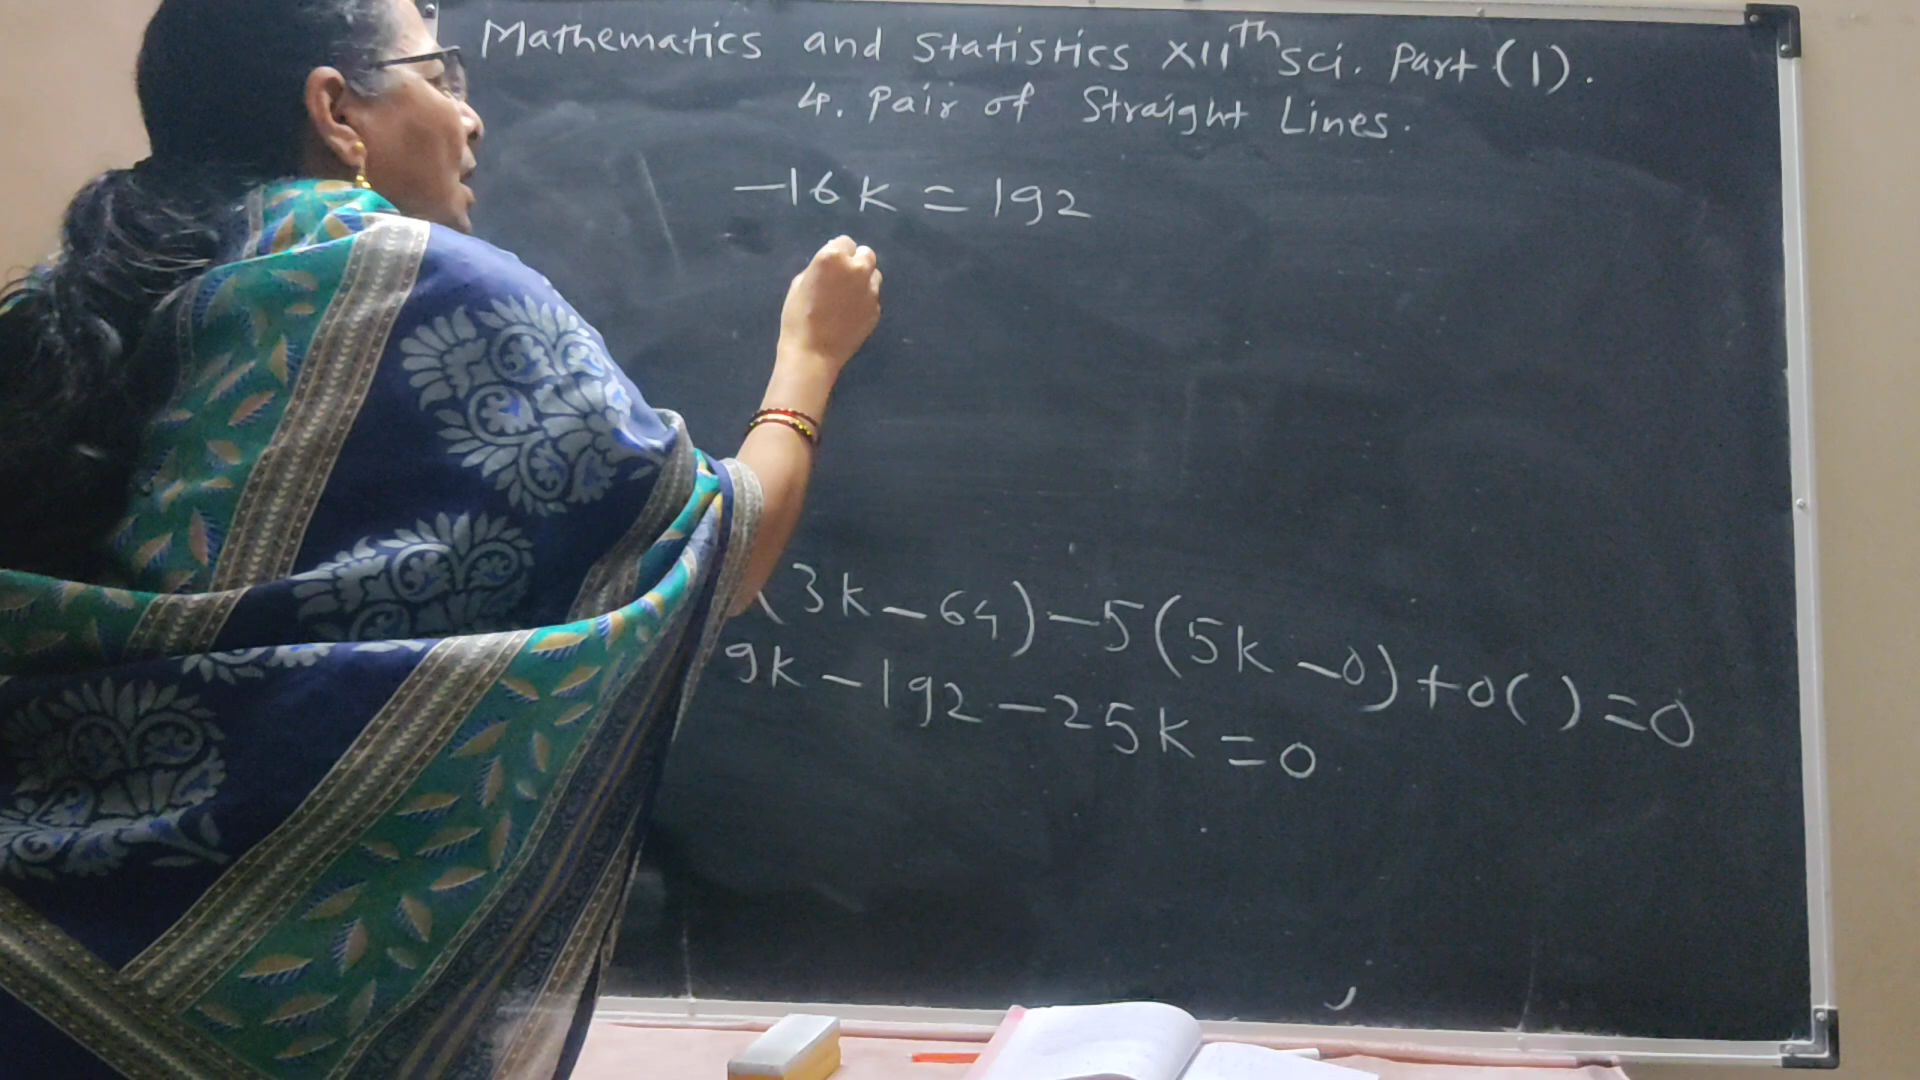 Mathematics and Statistics XIIth Sci. Part (1).
4. Pair of Straight Lines.
-16k = 192
(3k - 64) - 5(5k - 0) + 0( ) = 0
9k - 192 - 25k = 0